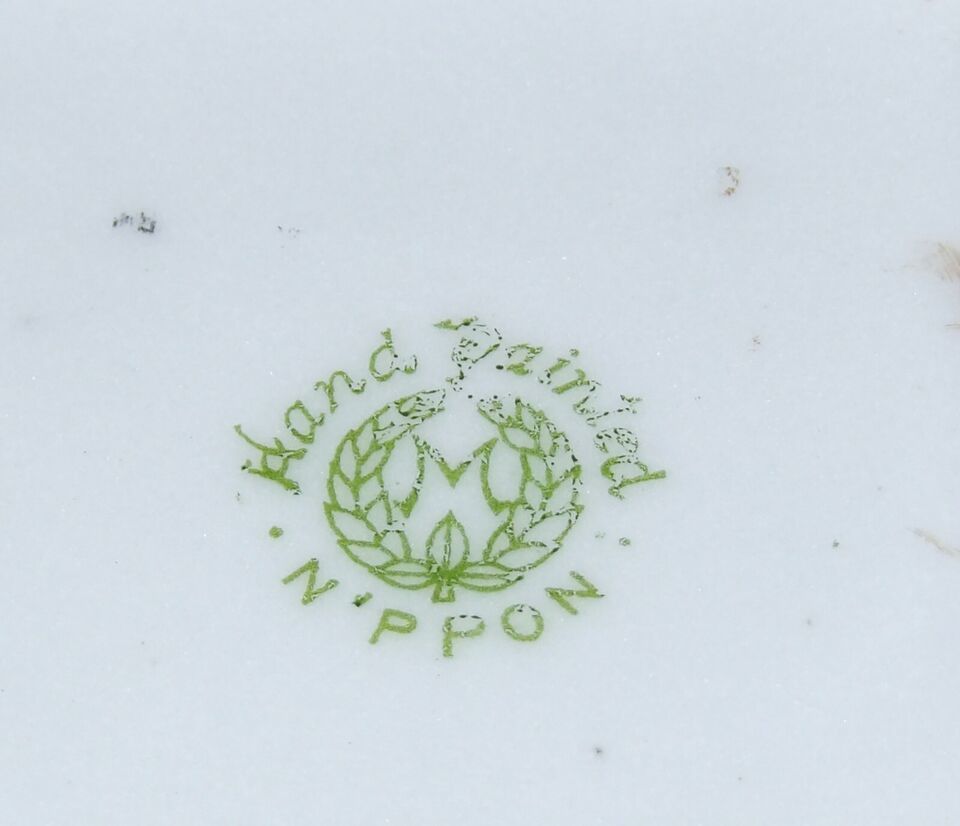 Hand Painted
M
· NIPPON ·